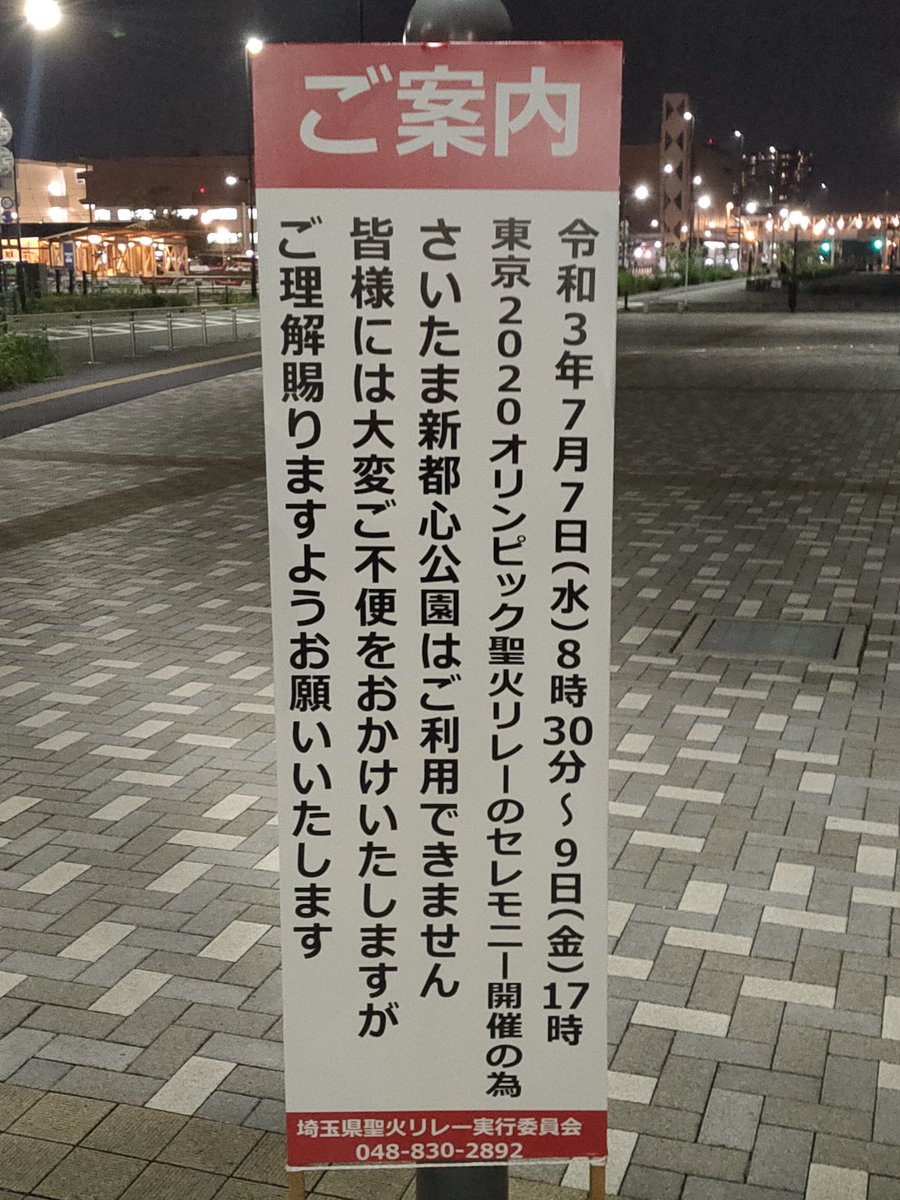 ご案内
令和3年7月7日(水)8時30分～9日(金)17時
東京2020オリンピック聖火リレーのセレモニー開催の為
さいたま新都心公園はご利用できません
皆様には大変ご不便をおかけいたしますが
ご理解賜りますようお願いいたします
埼玉県聖火リレー実行委員会
048-830-2892